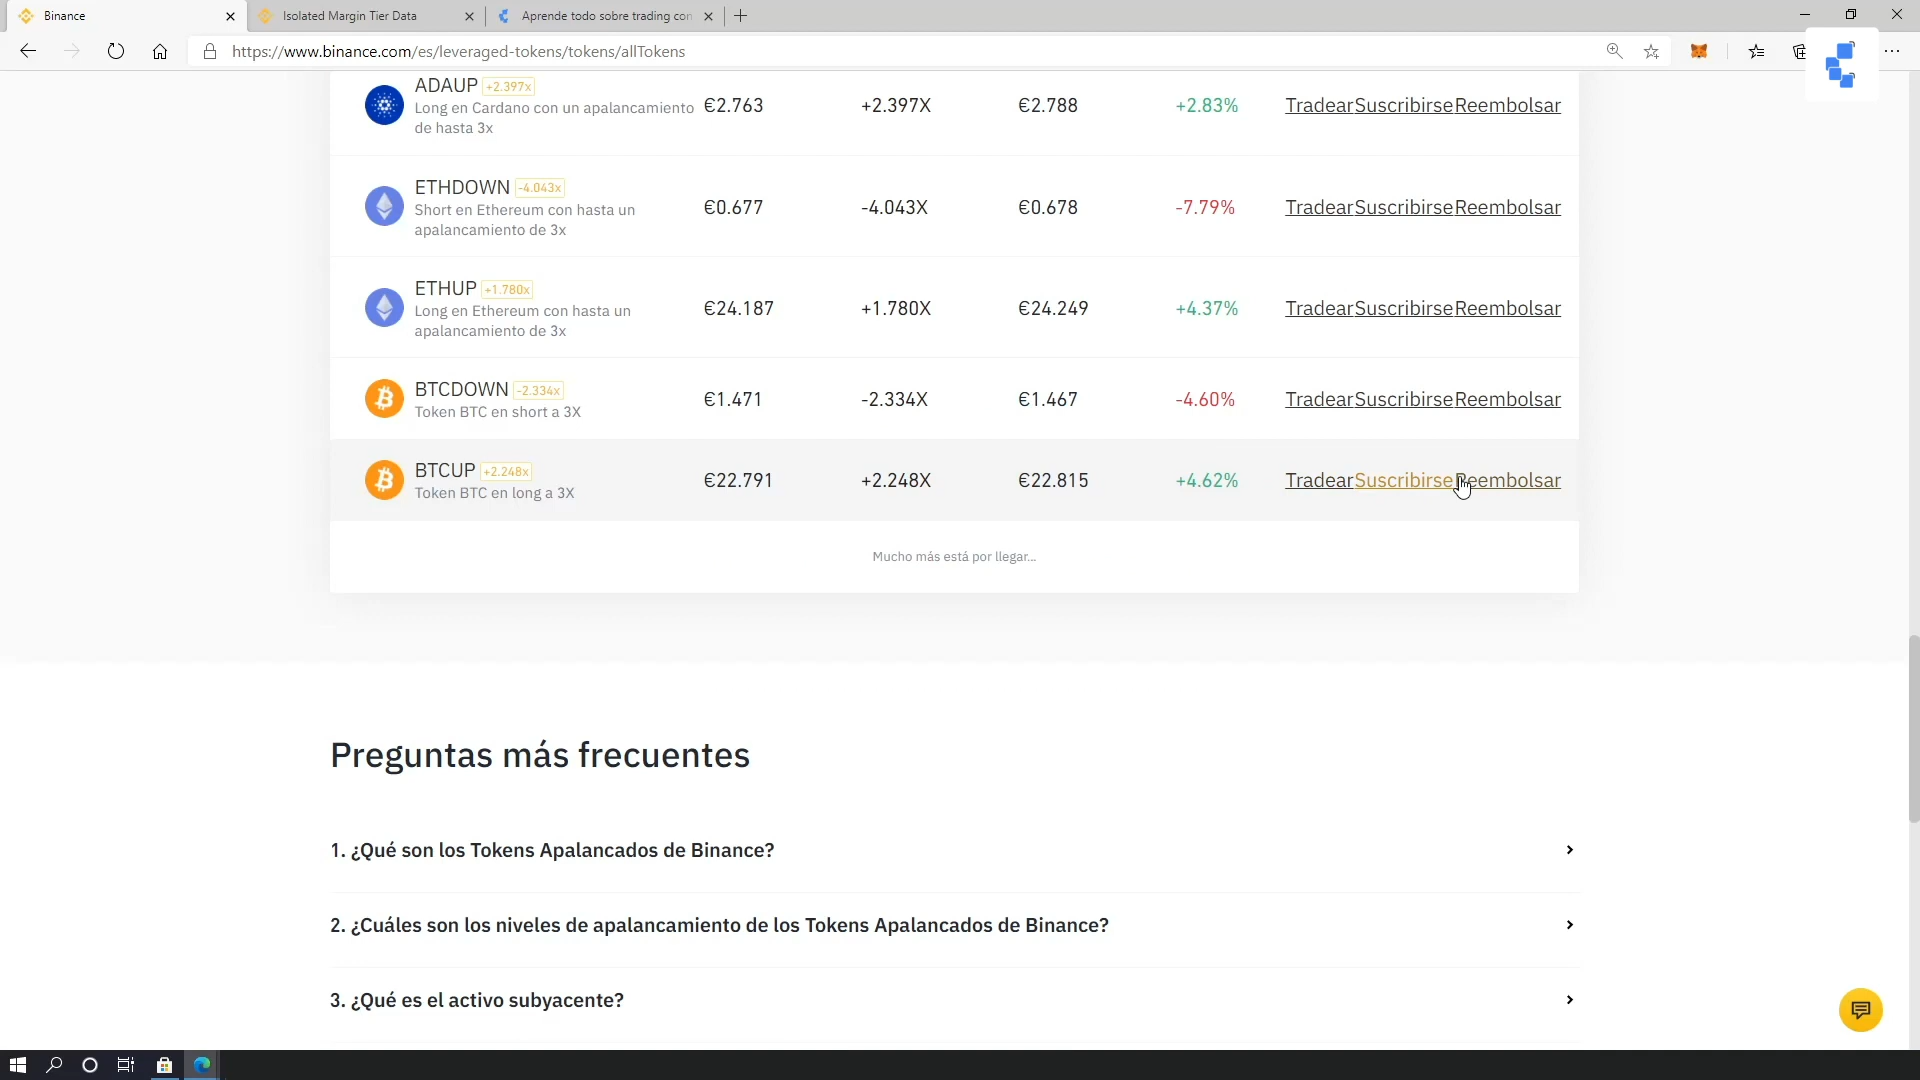 Binance
Isolated Margin Tier Data
Aprende todo sobre trading con
https://www.binance.com/es/leveraged-tokens/tokens/allTokens
ADAUP +2.397x
Long en Cardano con un apalancamiento
de hasta 3x
€2.763 +2.397X €2.788 +2.83% Tradear Suscribirse Reembolsar
ETHDOWN -4.043x
Short en Ethereum con hasta un
apalancamiento de 3x
€0.677 -4.043X €0.678 -7.79% Tradear Suscribirse Reembolsar
ETHUP +1.780x
Long en Ethereum con hasta un
apalancamiento de 3x
€24.187 +1.780X €24.249 +4.37% Tradear Suscribirse Reembolsar
BTCDOWN -2.334x
Token BTC en short a 3X
€1.471 -2.334X €1.467 -4.60% Tradear Suscribirse Reembolsar
BTCUP +2.248x
Token BTC en long a 3X
€22.791 +2.248X €22.815 +4.62% Tradear Suscribirse Reembolsar
Mucho más está por llegar...
Preguntas más frecuentes
1. ¿Qué son los Tokens Apalancados de Binance?
2. ¿Cuáles son los niveles de apalancamiento de los Tokens Apalancados de Binance?
3. ¿Qué es el activo subyacente?